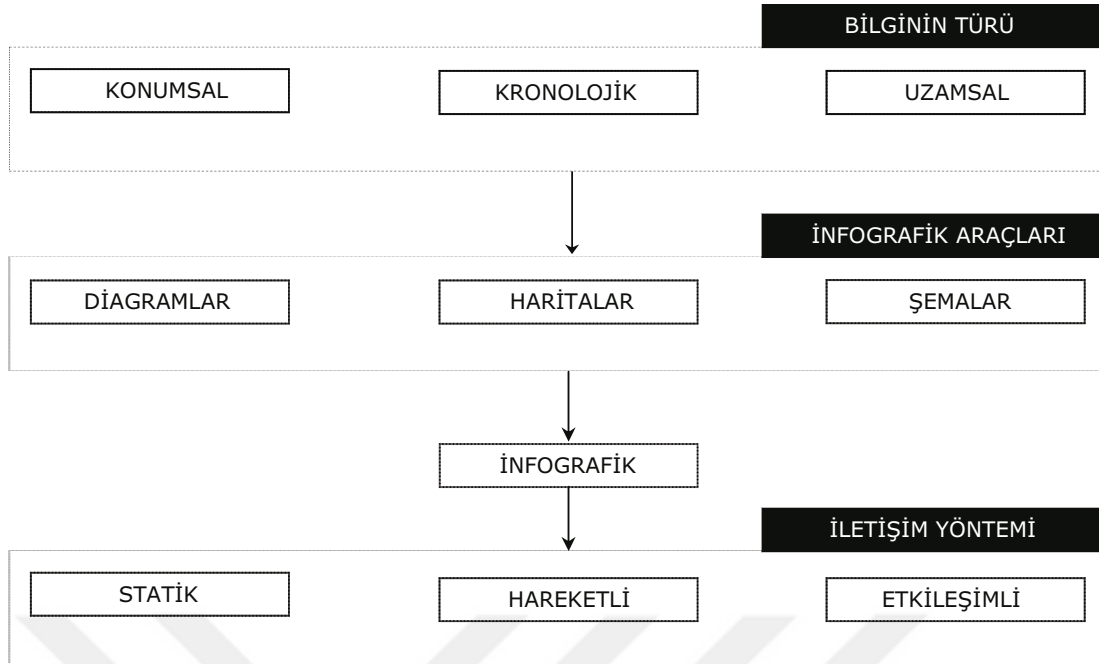 BİLGİNİN TÜRÜ
KONUMSAL
KRONOLOJİK
UZAMSAL
İNFOGRAFİK ARAÇLARI
DİAGRAMLAR
HARİTALAR
ŞEMALAR
İNFOGRAFİK
İLETİŞİM YÖNTEMİ
STATİK
HAREKETLİ
ETKİLEŞİMLİ